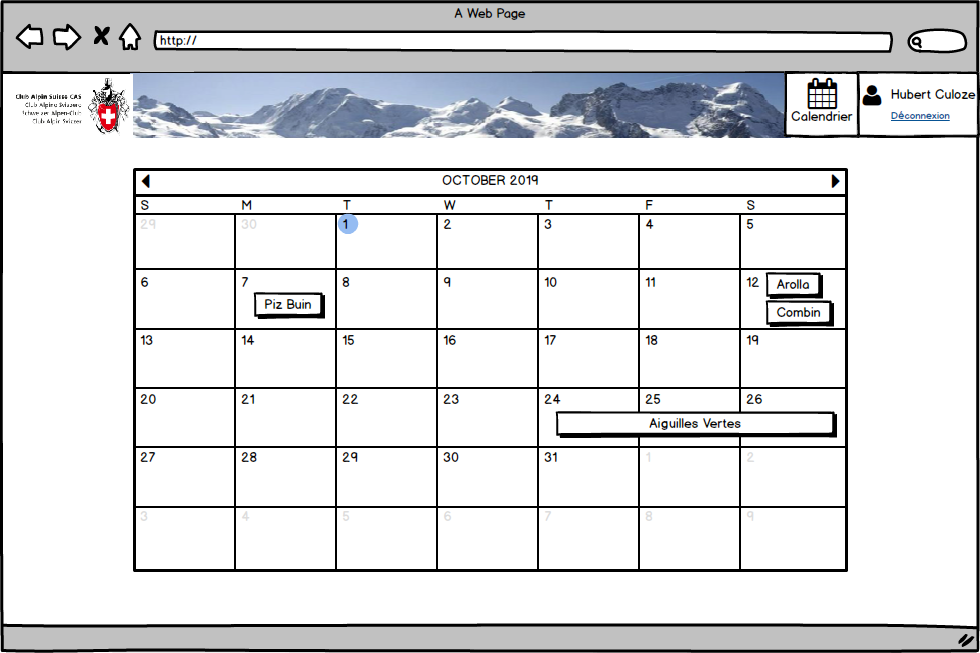 A Web Page
http://
Club Alpin Suisse CAS
Club Alpino Svizzero
Schweizer Alpen-Club
Club Alpin Svizzer
Calendrier
Hubert Culoze
Déconnexion
OCTOBER 2019
S M T W T F S
29 30 1 2 3 4 5
6 7 8 9 10 11 12
Piz Buin
Arolla
Combin
13 14 15 16 17 18 19
20 21 22 23 24 25 26
Aiguilles Vertes
27 28 29 30 31 1 2
3 4 5 6 7 8 9